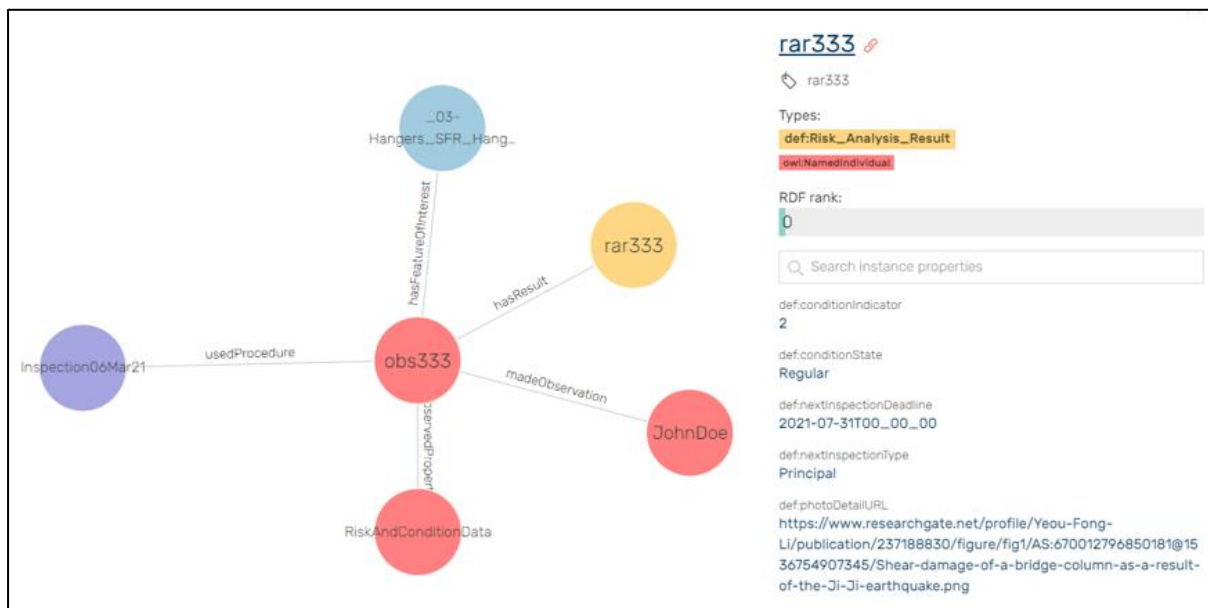 _03-
Hangers_SFR_Hang_
hasFeatureOfInterest
rar333
hasResult
Inspection06Mar21
usedProcedure
obs333
madeObservation
JohnDoe
bservedPropert
RiskAndConditionData
rar333
rar333
Types:
def:Risk_Analysis_Result
owl:NamedIndividual
RDF rank:
0
Search instance properties
def:conditionIndicator
2
def:conditionState
Regular
def:nextInspectionDeadline
2021-07-31T00_00_00
def:nextInspectionType
Principal
def:photoDetailURL
https://www.researchgate.net/profile/Yeou-Fong-
Li/publication/237188830/figure/fig1/AS:670012796850181@15
36754907345/Shear-damage-of-a-bridge-column-as-a-result-
of-the-Ji-Ji-earthquake.png